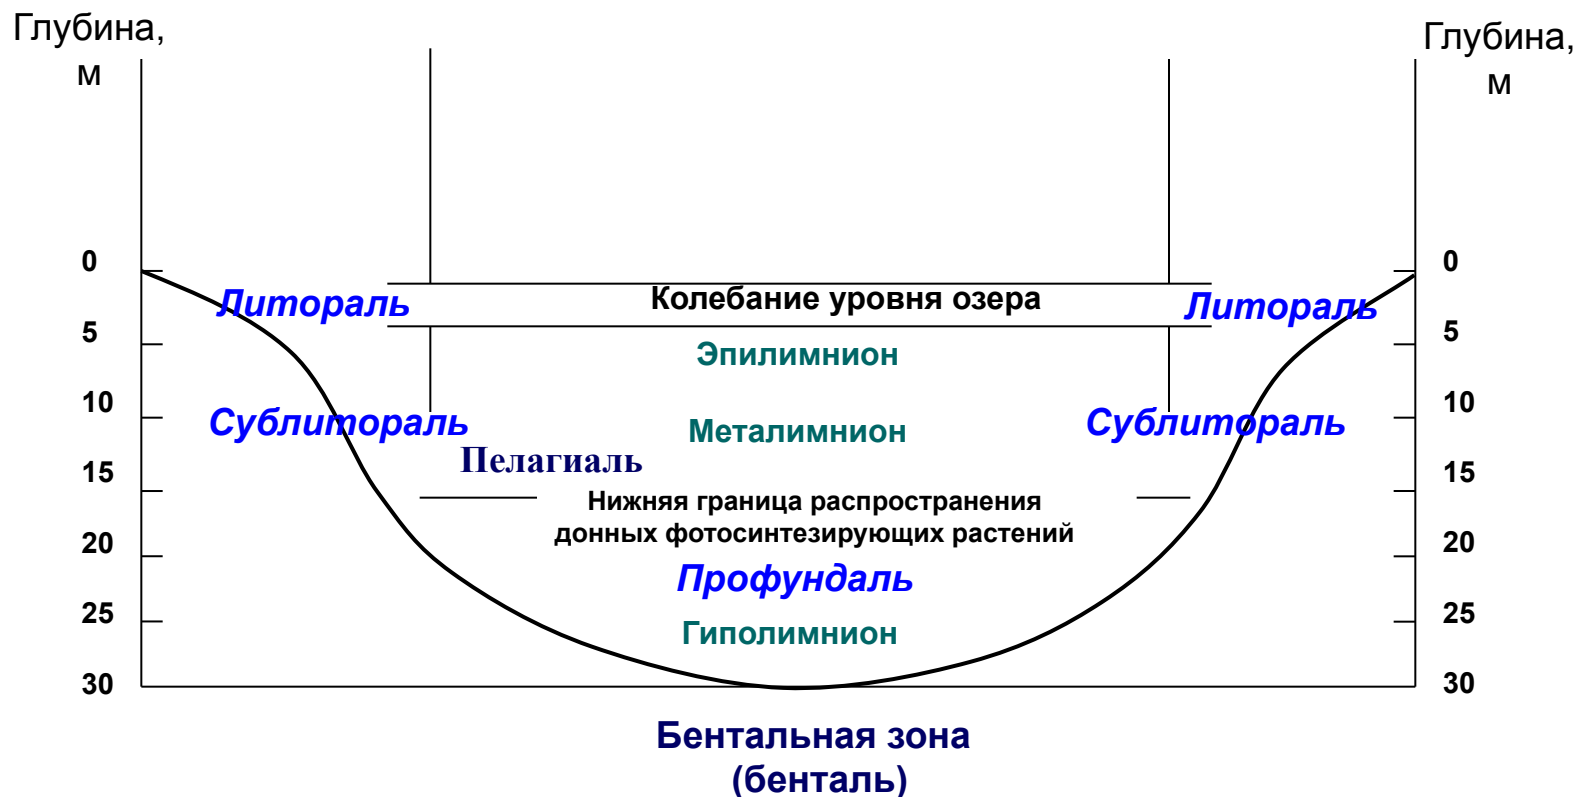 Глубина,
м
Глубина,
м
0
0
Литораль
Колебание уровня озера
Литораль
5
5
Эпилимнион
10
10
Сублитораль
Металимнион
Сублитораль
Пелагиаль
15
15
Нижняя граница распространения
донных фотосинтезирующих растений
20
20
Профундаль
25
25
Гиполимнион
30
30
Бентальная зона
(бенталь)